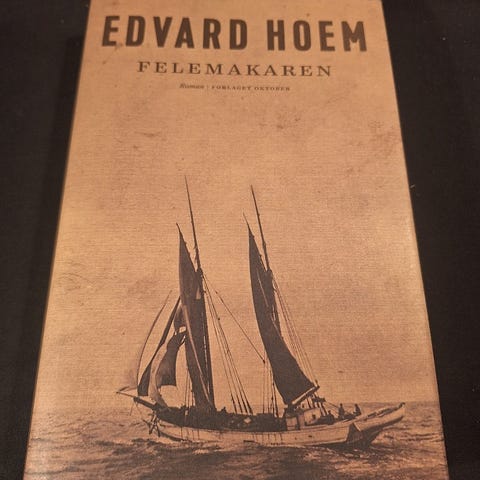 EDVARD HOEM
FELEMAKAREN
Roman | FORLAGET OKTOBER